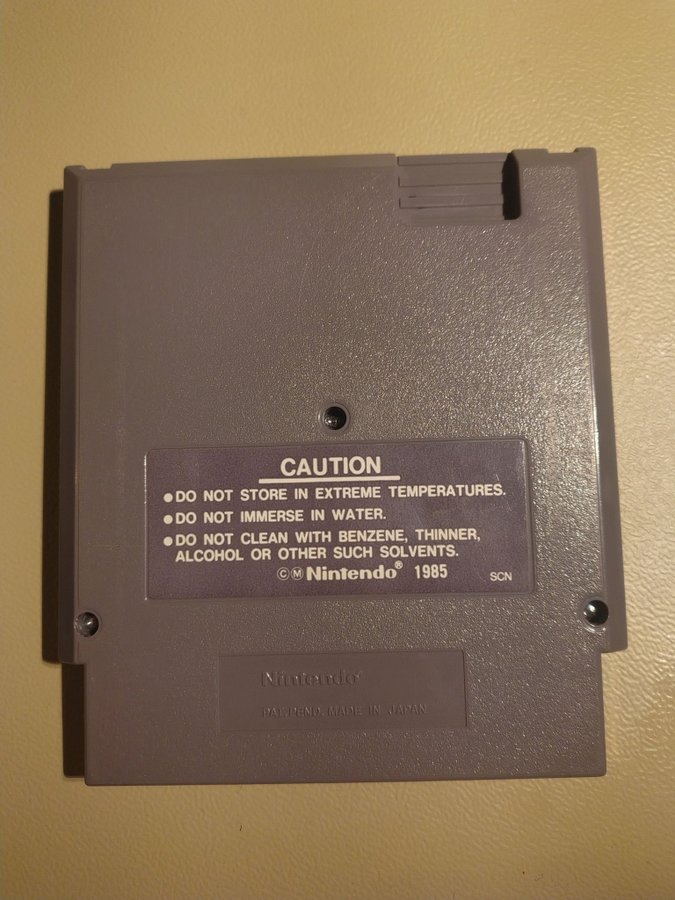 CAUTION
●DO NOT STORE IN EXTREME TEMPERATURES.
●DO NOT IMMERSE IN WATER.
●DO NOT CLEAN WITH BENZENE, THINNER,
ALCOHOL OR OTHER SUCH SOLVENTS.
ⒸⓂNintendo® 1985 SCN
Nintendo®
PAT. PEND. MADE IN JAPAN